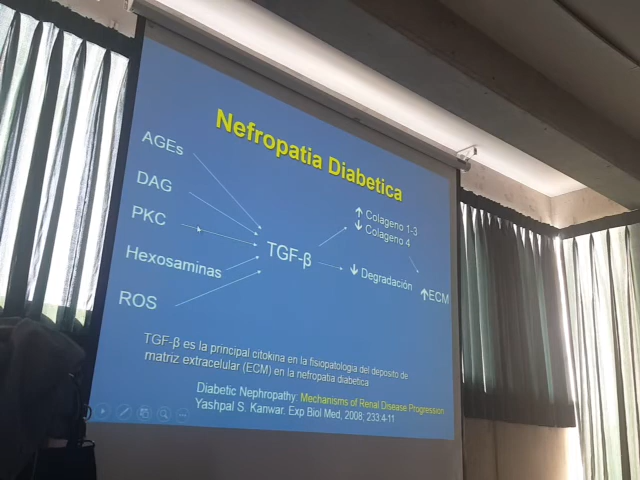 Nefropatia Diabetica
AGEs
DAG
PKC
Hexosaminas
ROS
TGF-β
↑ Colageno 1-3
↓ Colageno 4
↓ Degradación
↑ECM
TGF-β es la principal citokina en la fisiopatologia del deposito de
matriz extracelular (ECM) en la nefropatia diabetica
Diabetic Nephropathy. Mechanisms of Renal Disease Progression
Yashpal S. Kanwar. Exp Biol Med, 2008; 233:4-11